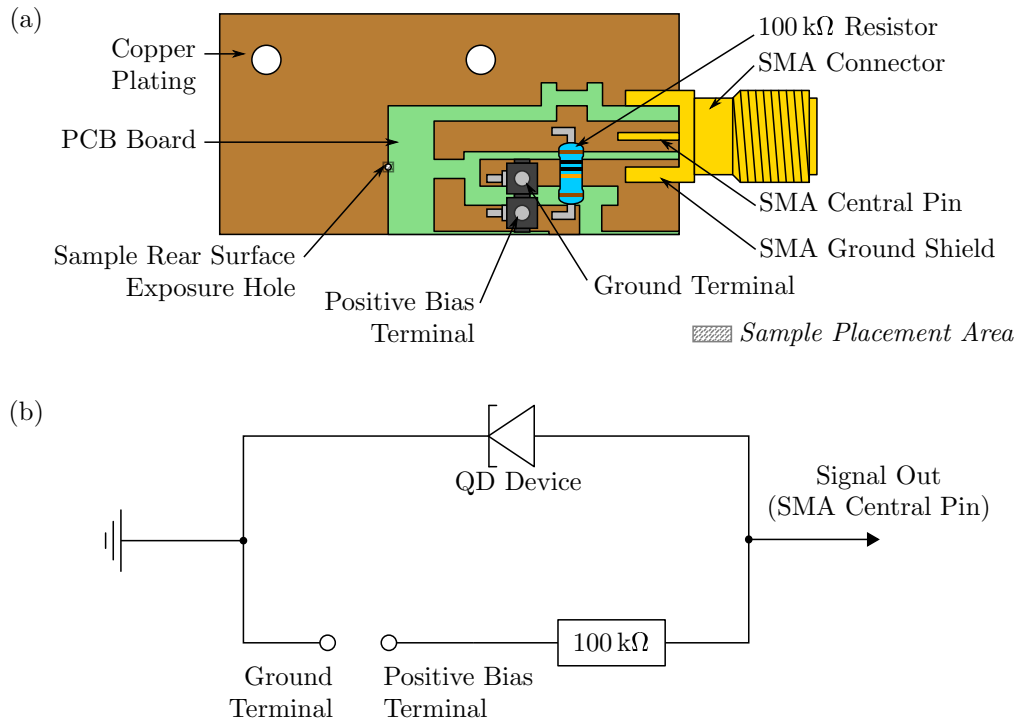 (a)
Copper
Plating
PCB Board
Sample Rear Surface
Exposure Hole
Positive Bias
Terminal
Ground Terminal
100 kΩ Resistor
SMA Connector
SMA Central Pin
SMA Ground Shield
Sample Placement Area
(b)
QD Device
Signal Out
(SMA Central Pin)
100 kΩ
Ground
Terminal
Positive Bias
Terminal